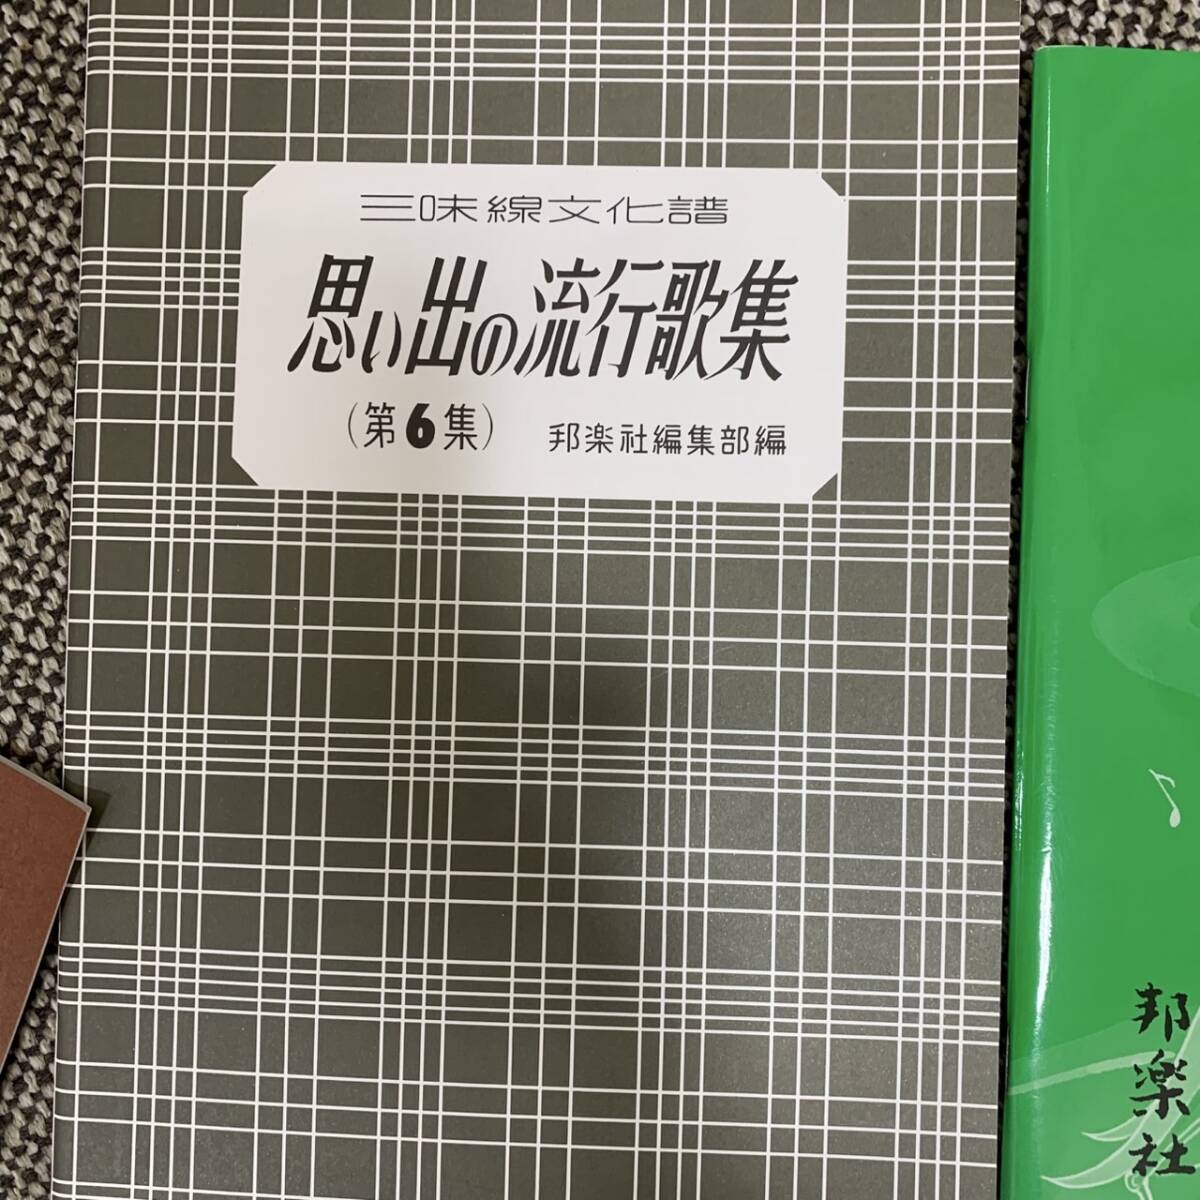 三味線文化譜
思い出の流行歌集
(第6集) 邦楽社編集部編
邦楽社